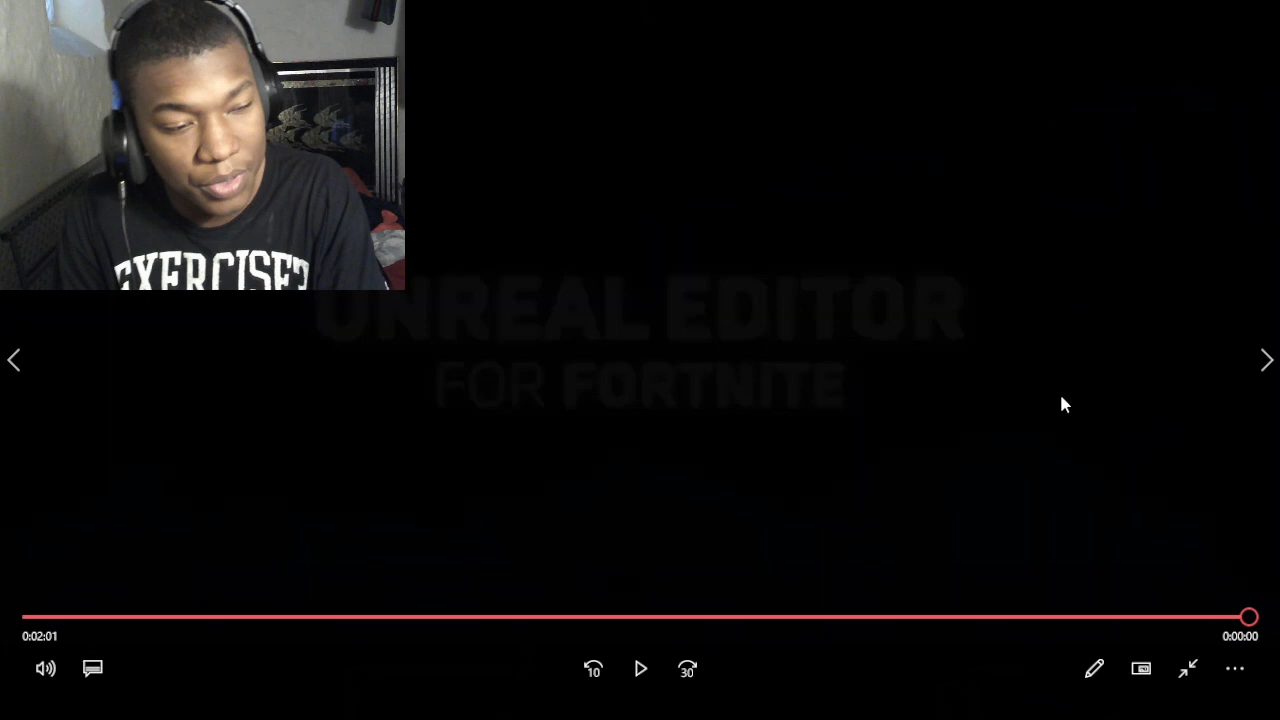 EXERCISE?
UNREAL EDITOR
FOR FORTNITE
0:02:01
0:00:00
10
30